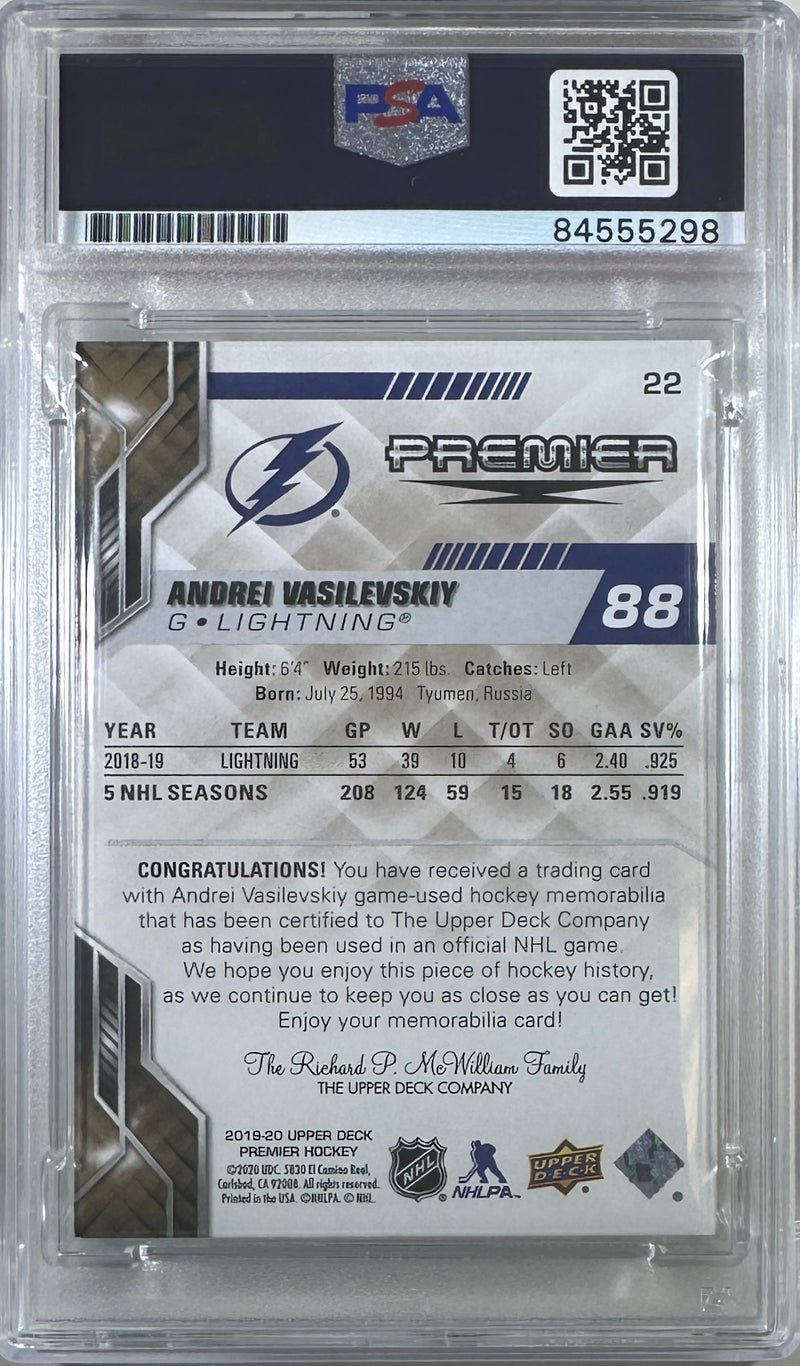 PSA
84555298
22
PREMIER
ANDREI VASILEVSKIY
88
G • LIGHTNING®
Height: 6'4" Weight: 215 lbs. Catches: Left
Born: July 25, 1994 Tyumen, Russia
YEAR TEAM GP W L T/OT SO GAA SV%
2018-19 LIGHTNING 53 39 10 4 6 2.40 .925
5 NHL SEASONS 208 124 59 15 18 2.55 .919
CONGRATULATIONS! You have received a trading card
with Andrei Vasilevskiy game-used hockey memorabilia
that has been certified to The Upper Deck Company
as having been used in an official NHL game.
We hope you enjoy this piece of hockey history,
as we continue to keep you as close as you can get!
Enjoy your memorabilia card!
The Richard P. McWilliam Family
THE UPPER DECK COMPANY
2019-20 UPPER DECK
PREMIER HOCKEY
©2020 UDC. 5830 El Camino Real,
Carlsbad, CA 92008. All rights reserved.
Printed in the USA. ©NHLPA. © NHL.
NHL
NHLPA™
UPPER
DECK